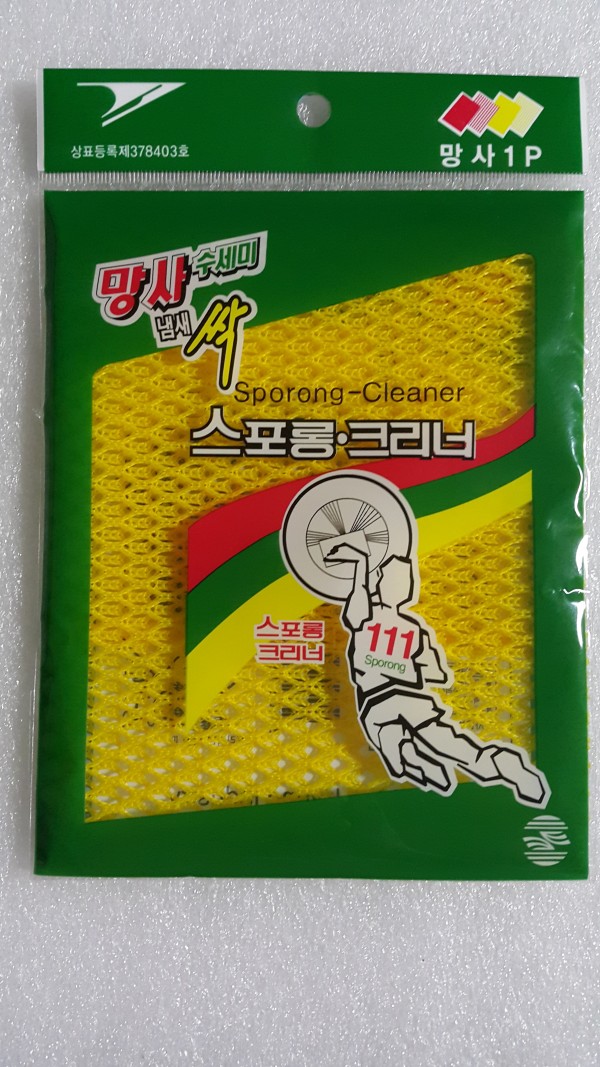 상표등록제378403호
망사1P
망사 수세미
냄새 싹
Sporong-Cleaner
스포롱·크리너
스포롱
크리너
111
Sporong